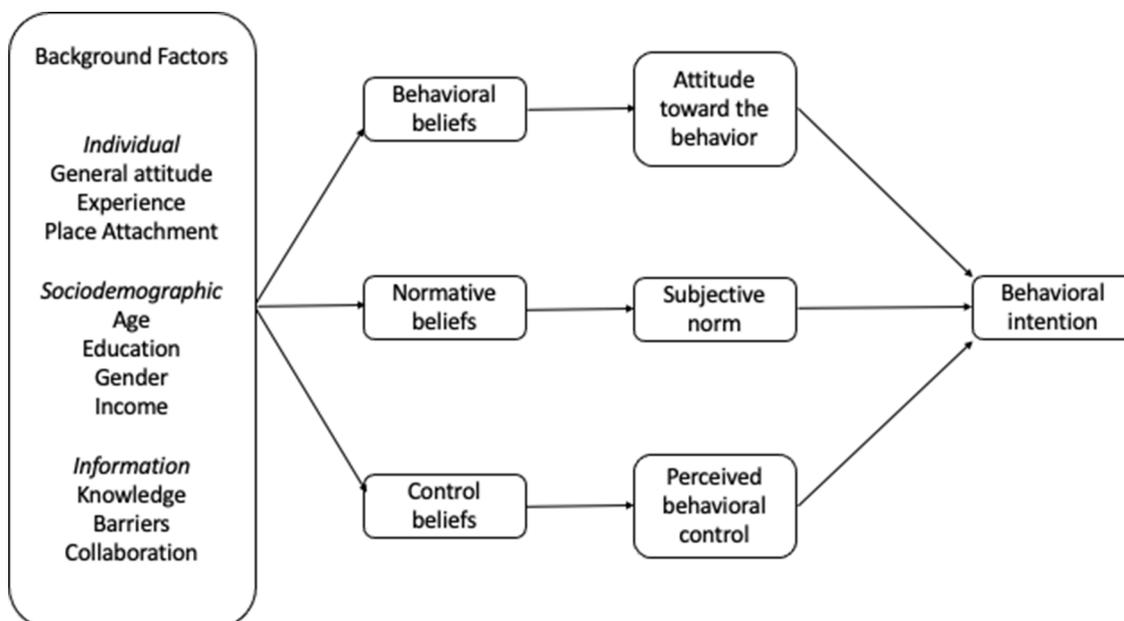 Background Factors
Individual
General attitude
Experience
Place Attachment
Sociodemographic
Age
Education
Gender
Income
Information
Knowledge
Barriers
Collaboration
Behavioral
beliefs
Normative
beliefs
Control
beliefs
Attitude
toward the
behavior
Subjective
norm
Perceived
behavioral
control
Behavioral
intention